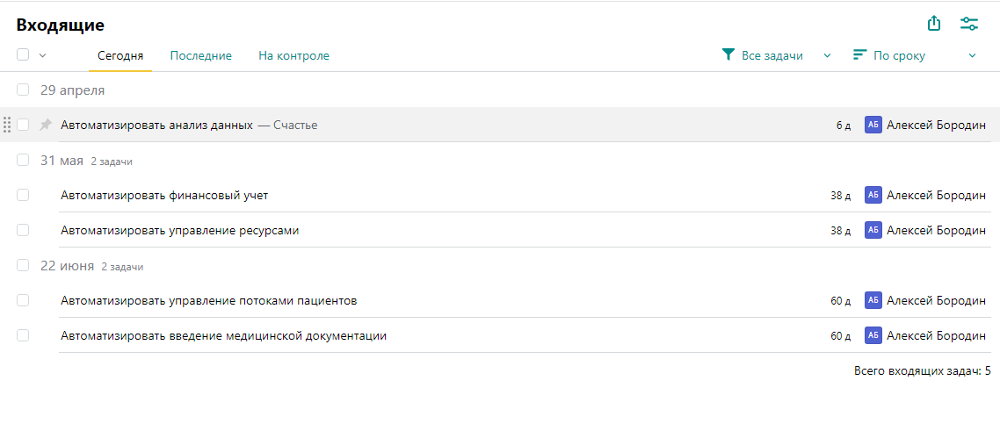 Входящие
Сегодня Последние На контроле Все задачи По сроку
29 апреля
Автоматизировать анализ данных — Счастье 6 д АБ Алексей Бородин
31 мая 2 задачи
Автоматизировать финансовый учет 38 д АБ Алексей Бородин
Автоматизировать управление ресурсами 38 д АБ Алексей Бородин
22 июня 2 задачи
Автоматизировать управление потоками пациентов 60 д АБ Алексей Бородин
Автоматизировать введение медицинской документации 60 д АБ Алексей Бородин
Всего входящих задач: 5